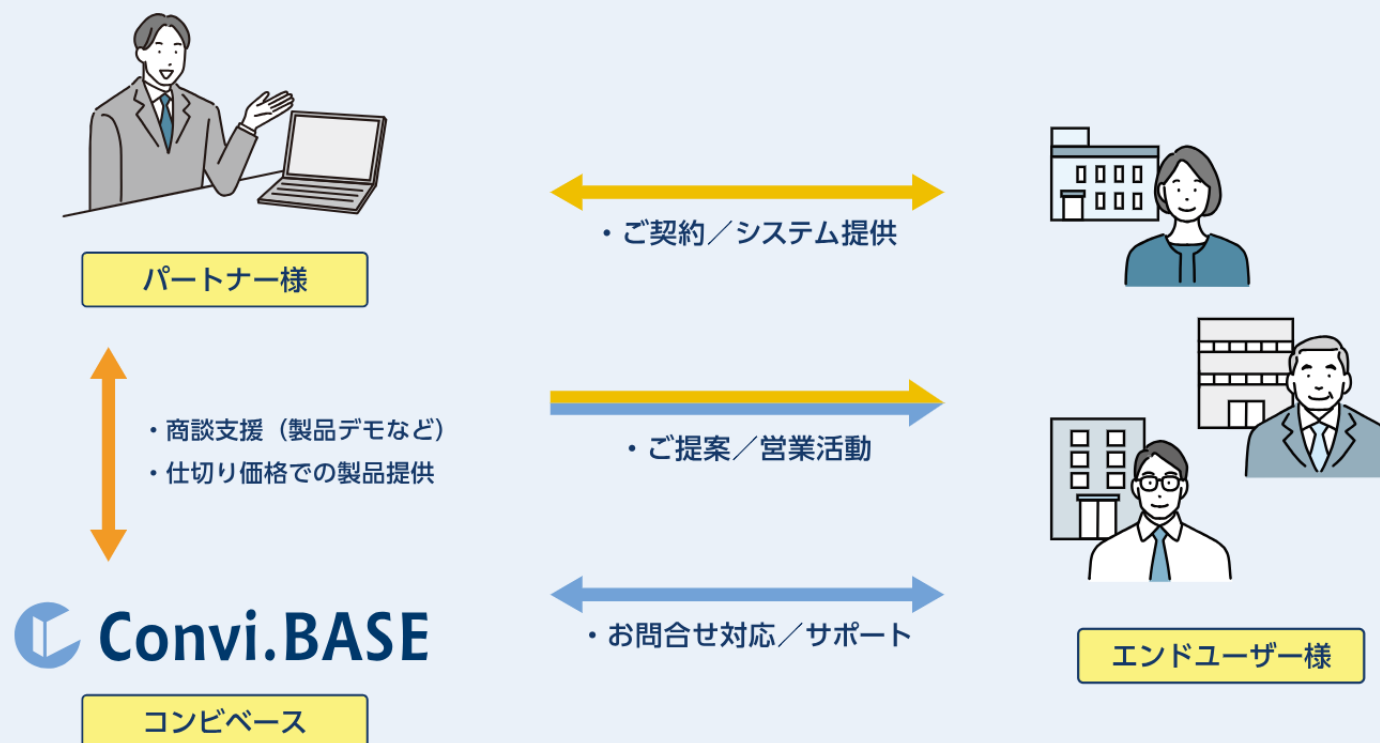 パートナー様
・ご契約／システム提供
・商談支援（製品デモなど）
・仕切り価格での製品提供
・ご提案／営業活動
Convi.BASE
コンビベース
・お問合せ対応／サポート
エンドユーザー様